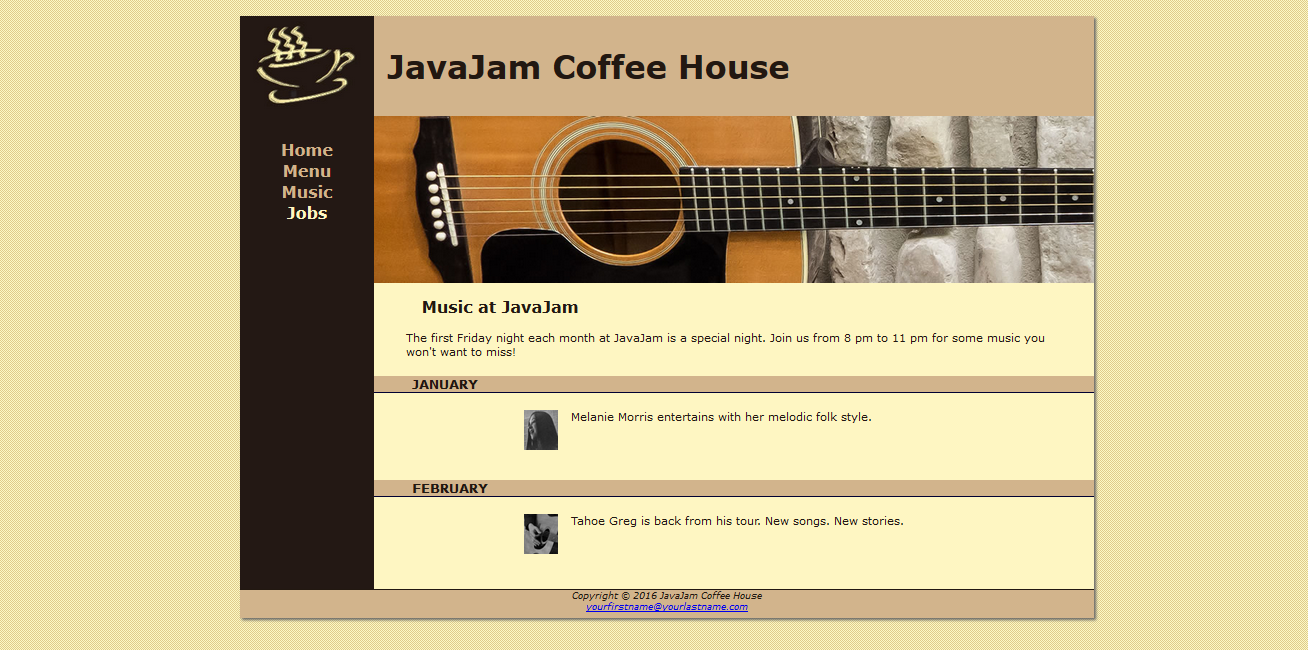 JavaJam Coffee House
Home
Menu
Music
Jobs
Music at JavaJam
The first Friday night each month at JavaJam is a special night. Join us from 8 pm to 11 pm for some music you
won't want to miss!
JANUARY
Melanie Morris entertains with her melodic folk style.
FEBRUARY
Tahoe Greg is back from his tour. New songs. New stories.
Copyright © 2016 JavaJam Coffee House
yourfirstname@yourlastname.com